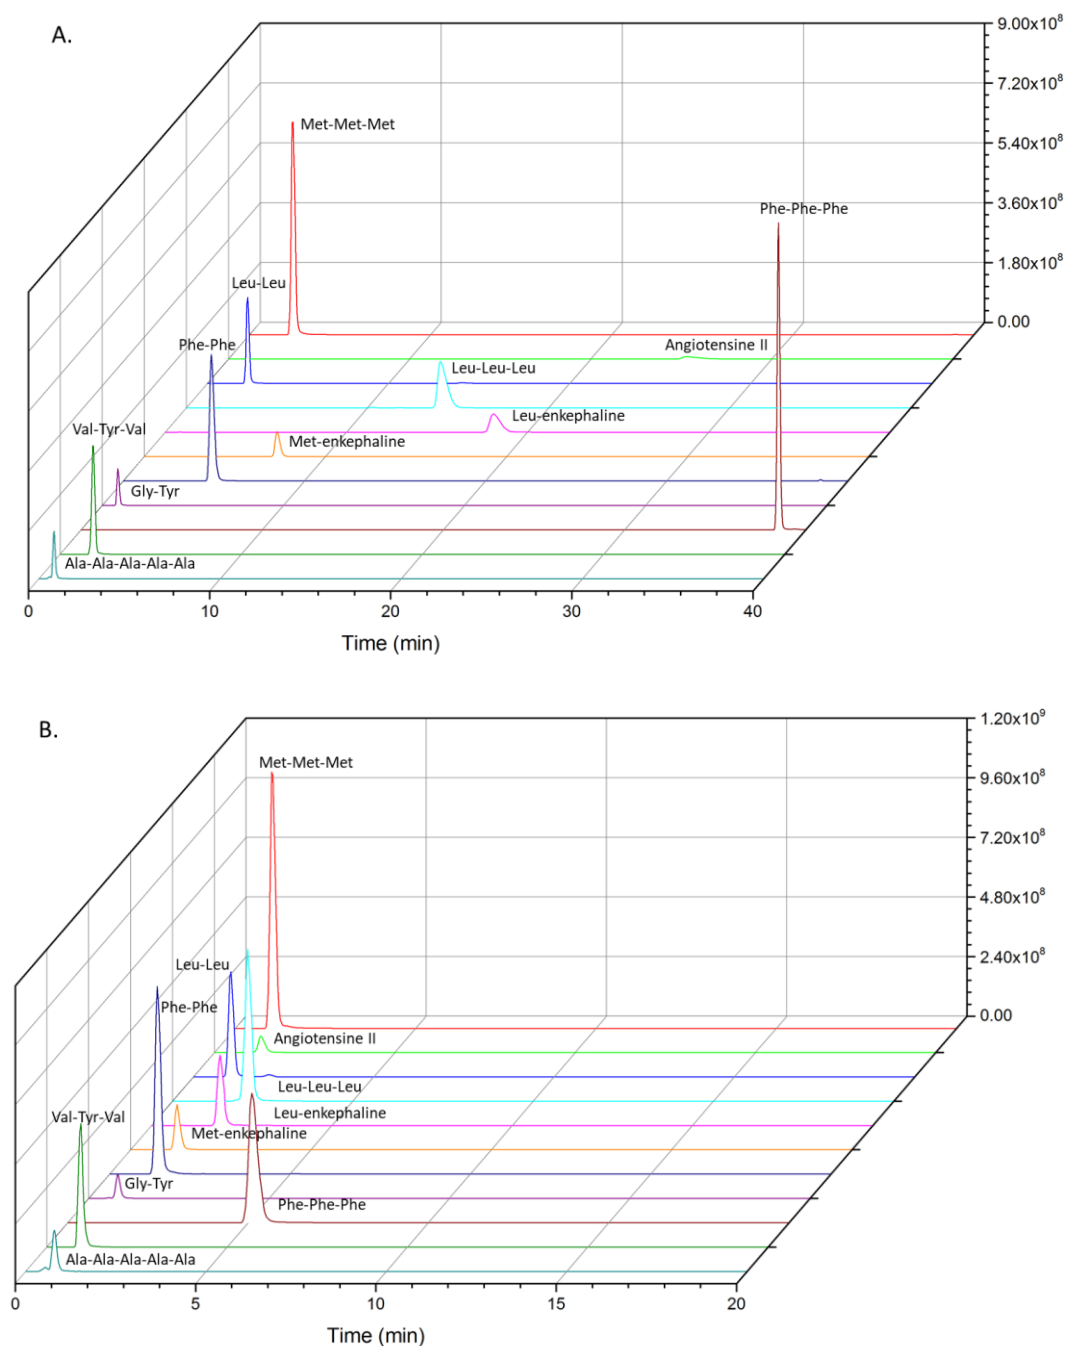 A.
9.00x10⁸
7.20x10⁸
5.40x10⁸
3.60x10⁸
1.80x10⁸
0.00
Met-Met-Met
Phe-Phe-Phe
Leu-Leu
Angiotensine II
Phe-Phe
Leu-Leu-Leu
Leu-enkephaline
Val-Tyr-Val
Met-enkephaline
Gly-Tyr
Ala-Ala-Ala-Ala-Ala
0 10 20 30 40
Time (min)
B.
1.20x10⁹
9.60x10⁸
7.20x10⁸
4.80x10⁸
2.40x10⁸
0.00
Met-Met-Met
Leu-Leu
Phe-Phe
Angiotensine II
Leu-Leu-Leu
Val-Tyr-Val
Leu-enkephaline
Met-enkephaline
Gly-Tyr
Phe-Phe-Phe
Ala-Ala-Ala-Ala-Ala
0 5 10 15 20
Time (min)